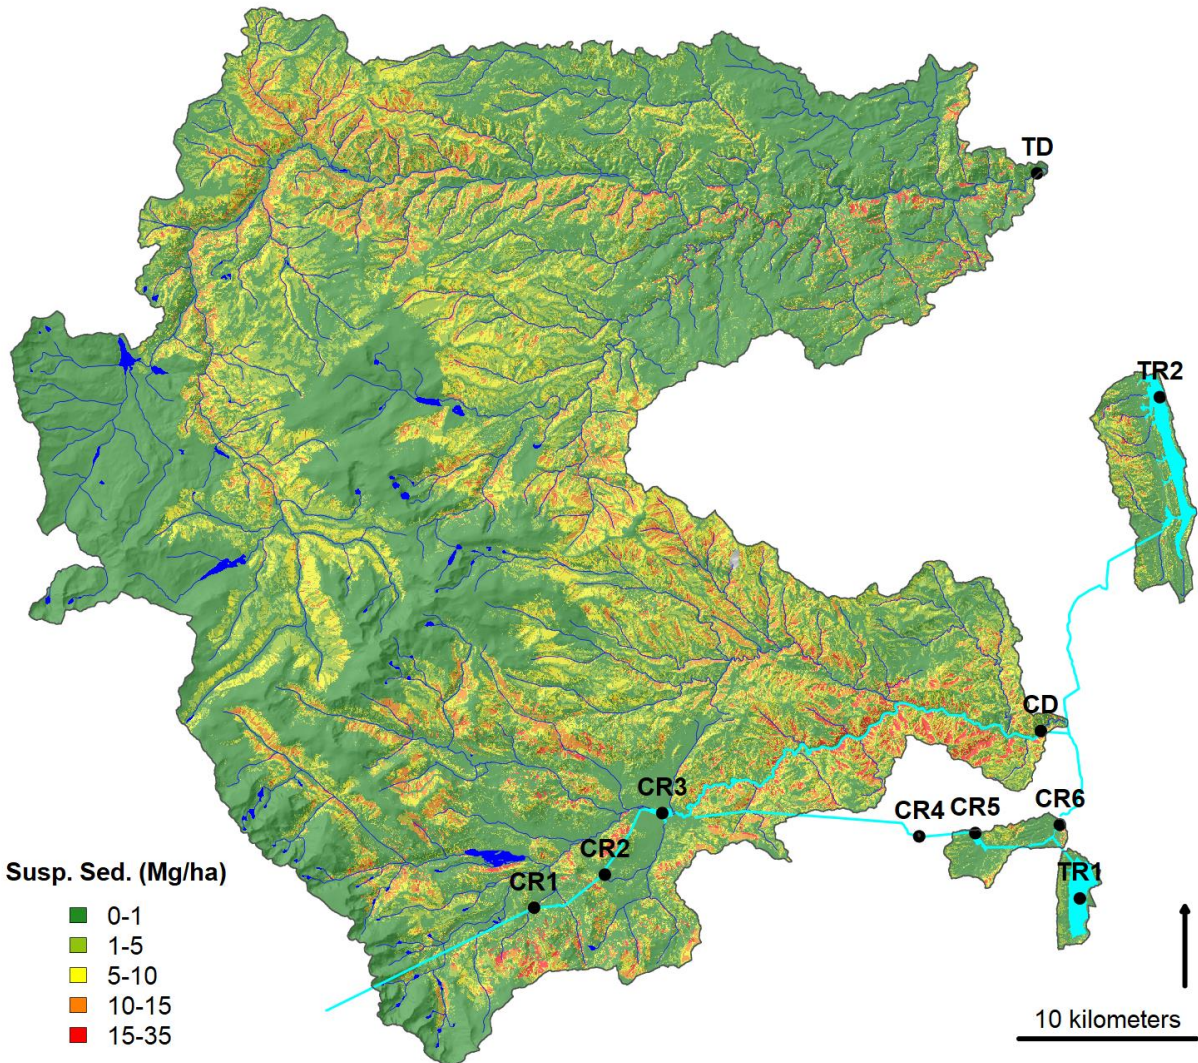 TD
TR2
CD
CR3
CR4
CR5
CR6
CR2
CR1
TR1
Susp. Sed. (Mg/ha)
0-1
1-5
5-10
10-15
15-35
10 kilometers